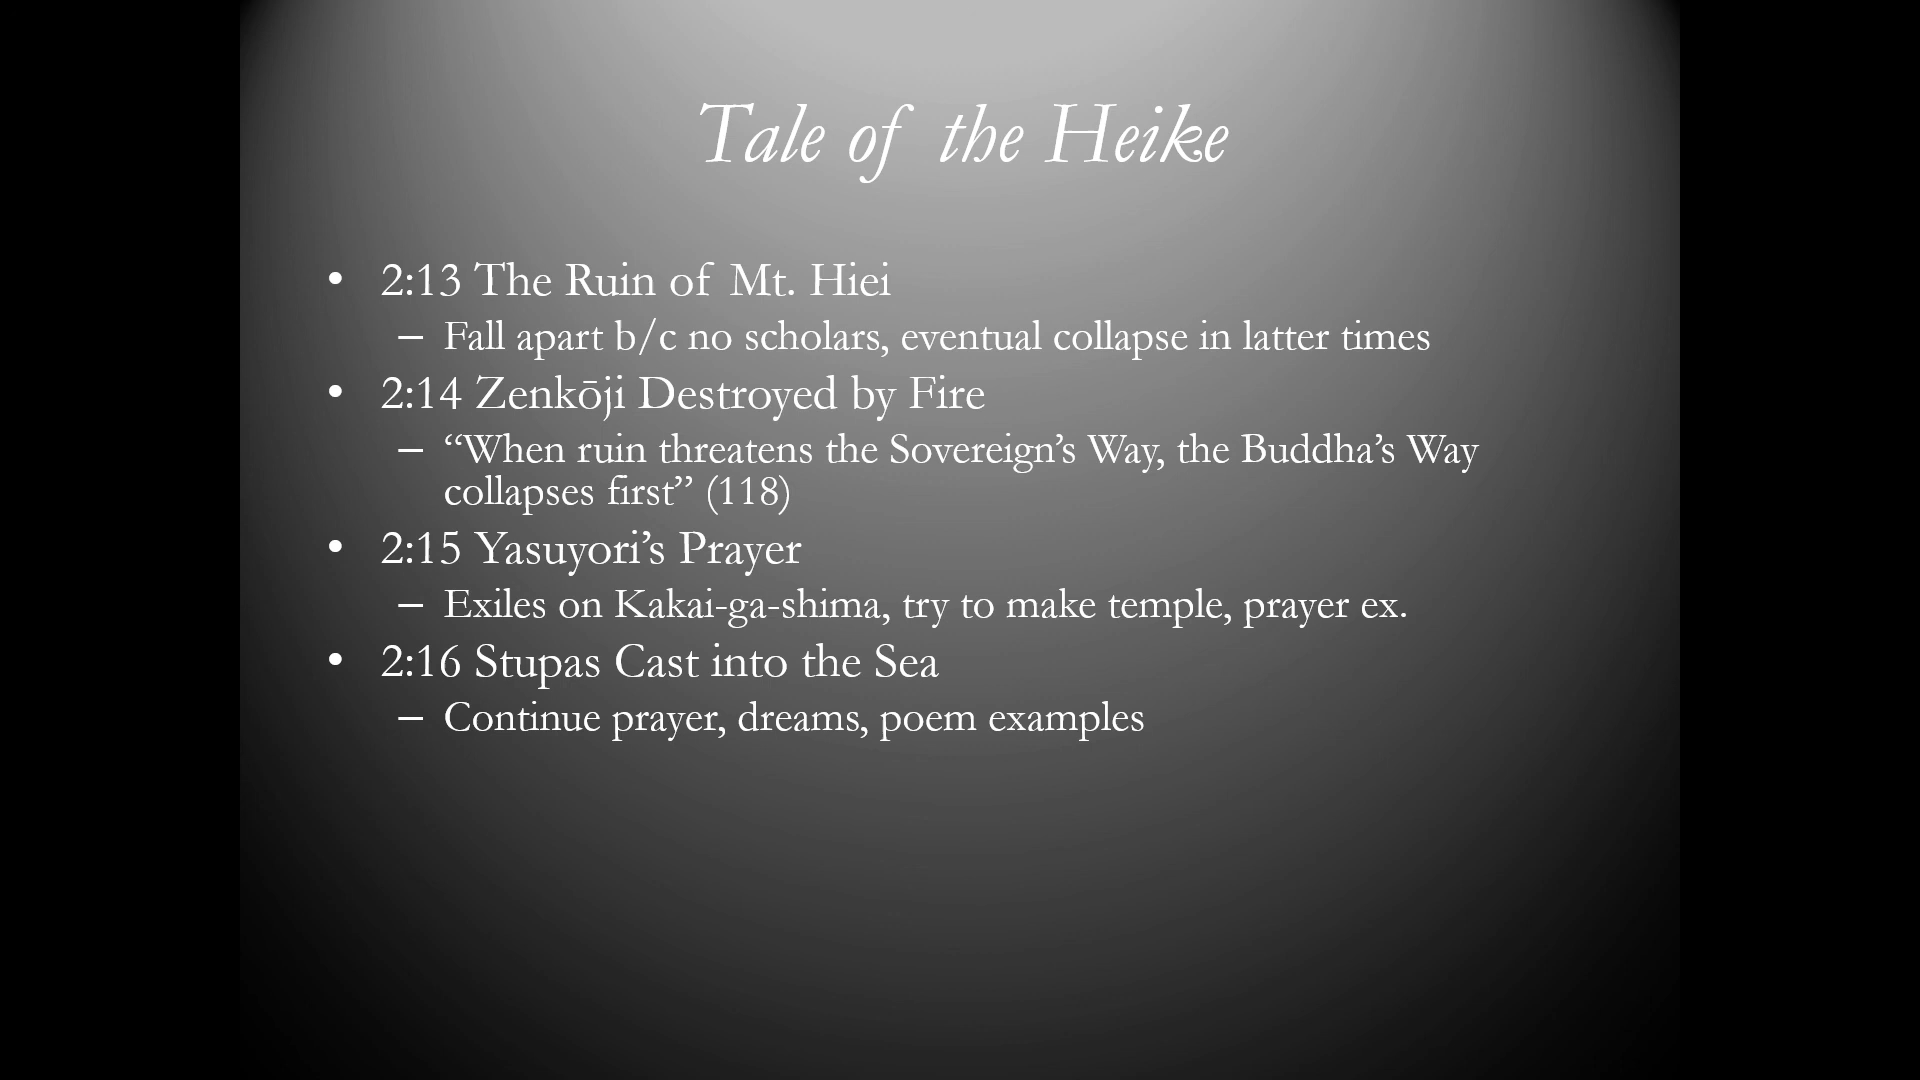 Tale of the Heike
• 2:13 The Ruin of Mt. Hiei
– Fall apart b/c no scholars, eventual collapse in latter times
• 2:14 Zenkōji Destroyed by Fire
– “When ruin threatens the Sovereign’s Way, the Buddha’s Way
collapses first” (118)
• 2:15 Yasuyori’s Prayer
– Exiles on Kakai-ga-shima, try to make temple, prayer ex.
• 2:16 Stupas Cast into the Sea
– Continue prayer, dreams, poem examples